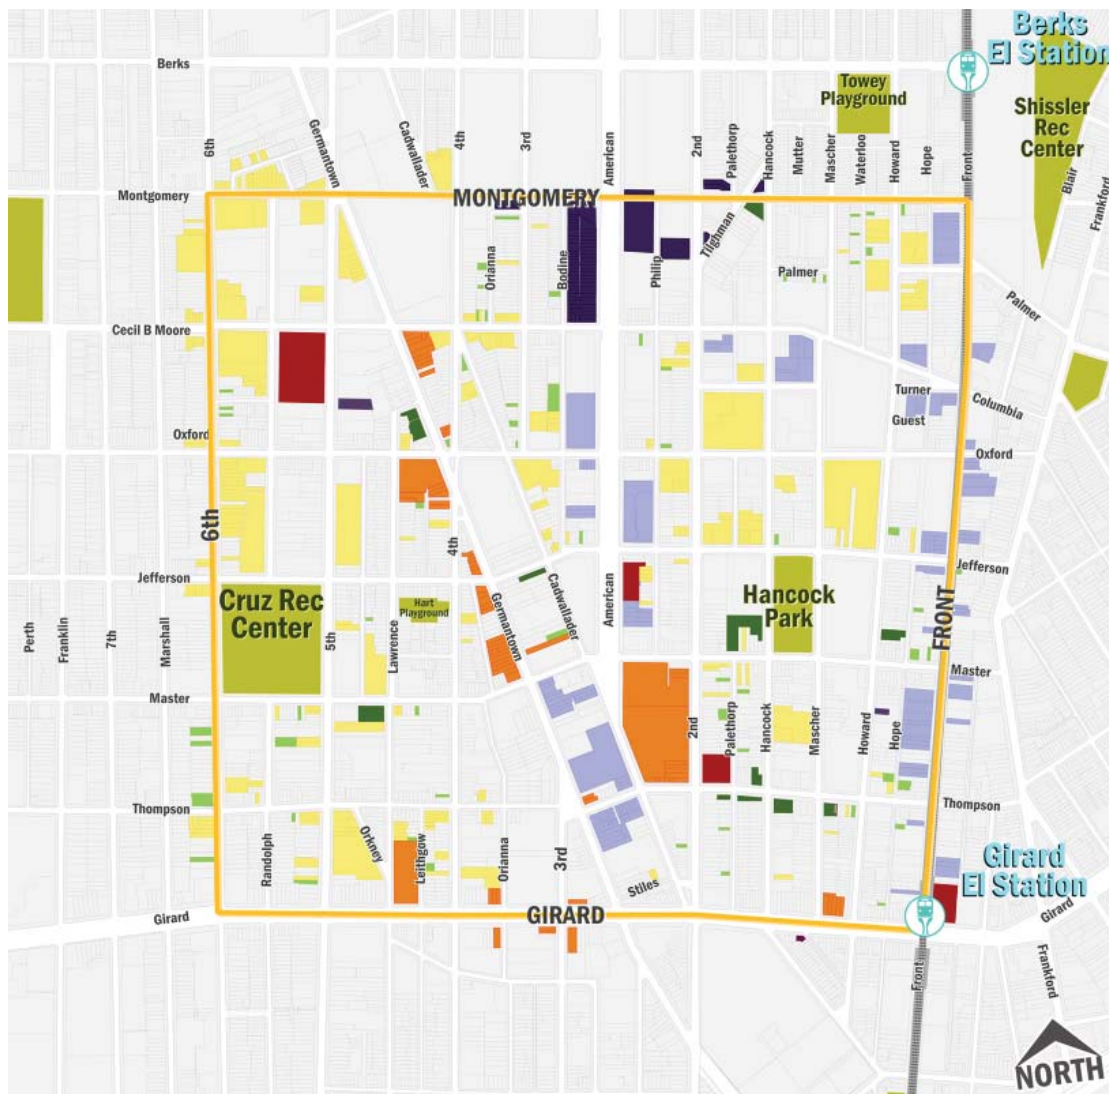 Berks
El Station
Berks
Towey
Playground
Shissler
Rec
Center
6th
Germantown
Cadwallader
4th
3rd
American
2nd
Palethorp
Hancock
Mutter
Mascher
Waterloo
Howard
Hope
Front
Blair
Frankford
Montgomery
MONTGOMERY
Orianna
Bodine
Philip
Tilghman
Palmer
Palmer
Cecil B Moore
Turner
Guest
Columbia
Oxford
Oxford
6th
4th
Jefferson
Jefferson
Cruz Rec
Center
Hart
Playground
Germantown
Cadwallader
American
Hancock
Park
FRONT
Perth
Franklin
7th
Marshall
5th
Lawrence
Master
Master
2nd
Palethorp
Hancock
Mascher
Howard
Hope
Thompson
Thompson
Randolph
Orkney
Leithgow
Orianna
3rd
Stiles
Girard
El Station
Girard
GIRARD
Girard
Front
Frankford
NORTH